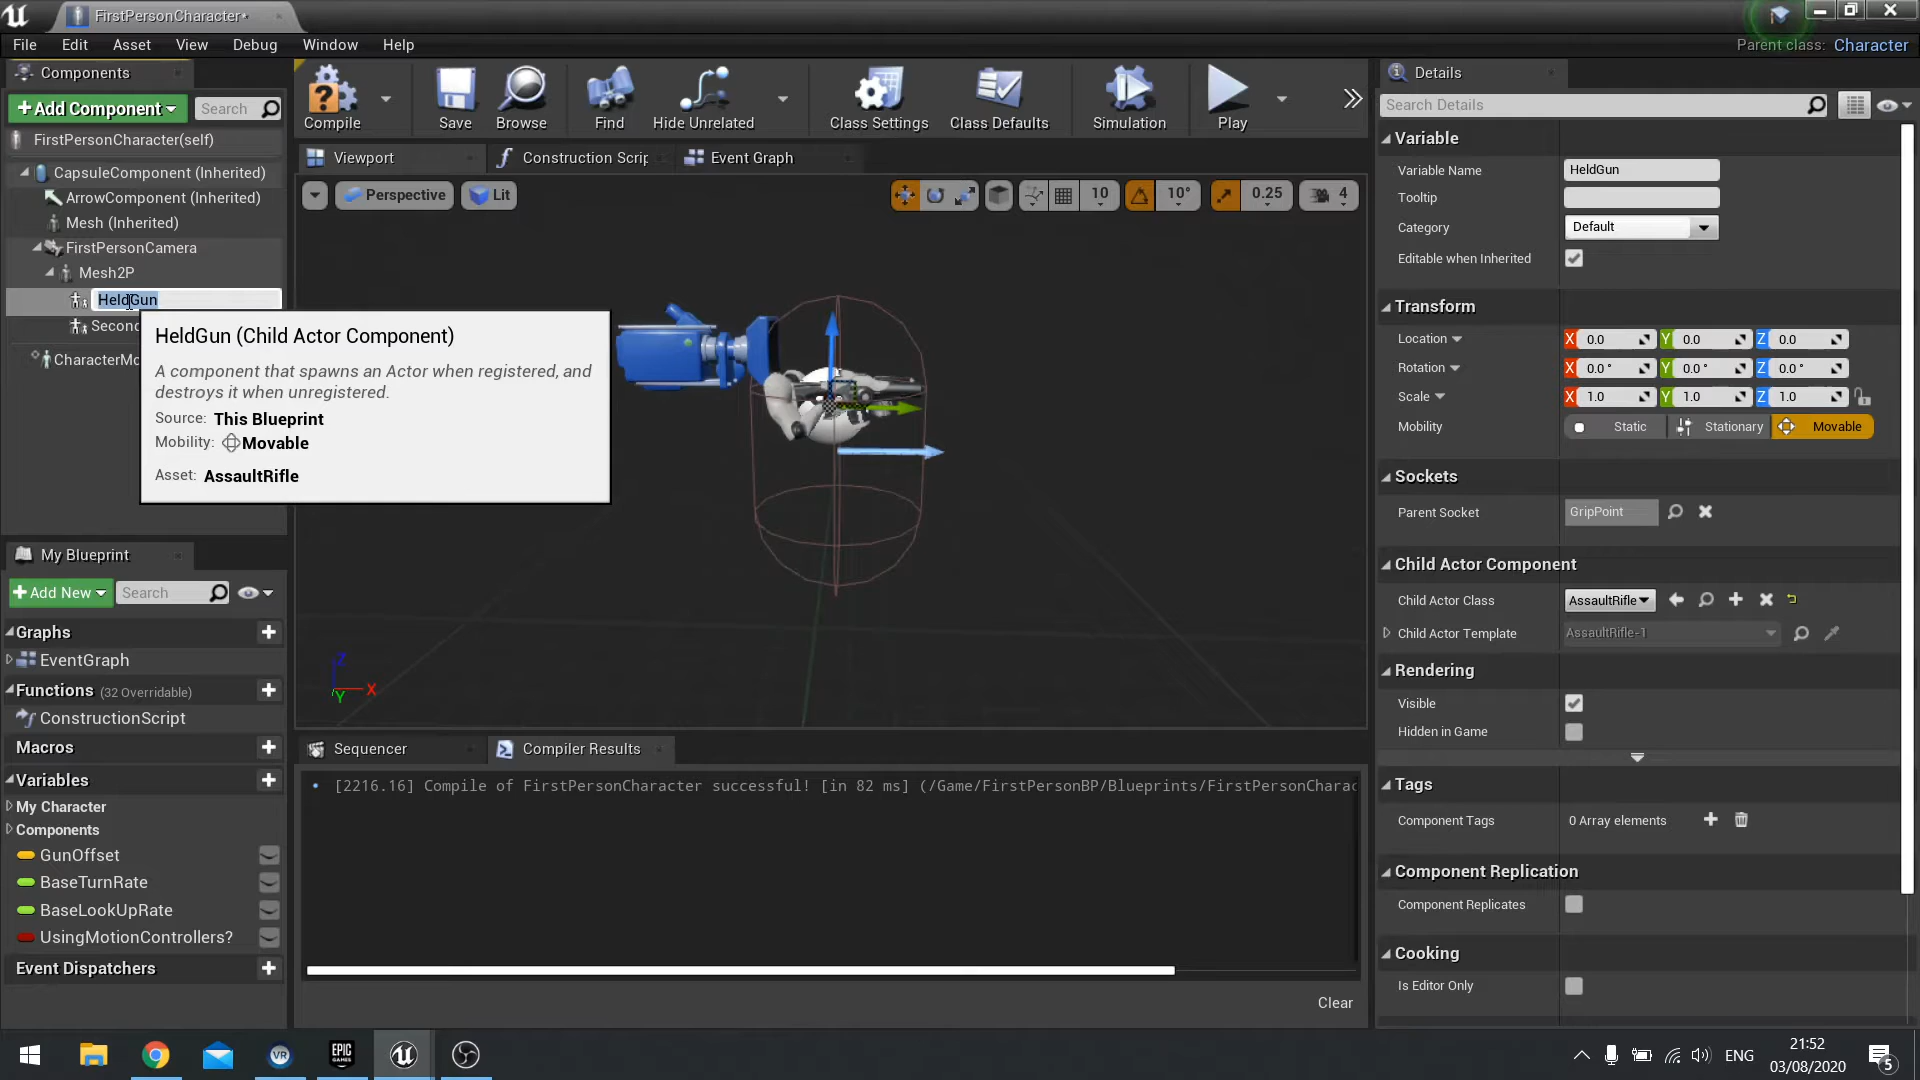 FirstPersonCharacter*
File Edit Asset View Debug Window Help
Parent class: Character
Components
+Add Component
Search
FirstPersonCharacter(self)
CapsuleComponent (Inherited)
ArrowComponent (Inherited)
Mesh (Inherited)
FirstPersonCamera
Mesh2P
HeldGun
Second
CharacterMo
HeldGun (Child Actor Component)
A component that spawns an Actor when registered, and
destroys it when unregistered.
Source: This Blueprint
Mobility: Movable
Asset: AssaultRifle
My Blueprint
+Add New
Search
Graphs
EventGraph
Functions (32 Overridable)
ConstructionScript
Macros
Variables
My Character
Components
GunOffset
BaseTurnRate
BaseLookUpRate
UsingMotionControllers?
Event Dispatchers
Compile
Save
Browse
Find
Hide Unrelated
Class Settings
Class Defaults
Simulation
Play
Viewport
Construction Scrip
Event Graph
Perspective
Lit
10
10°
0.25
4
Z
X
Y
Sequencer
Compiler Results
[2216.16] Compile of FirstPersonCharacter successful! [in 82 ms] (/Game/FirstPersonBP/Blueprints/FirstPersonCharac
Clear
Details
Search Details
Variable
Variable Name HeldGun
Tooltip
Category Default
Editable when Inherited
Transform
Location X 0.0 Y 0.0 Z 0.0
Rotation X 0.0 ° Y 0.0 ° Z 0.0 °
Scale X 1.0 Y 1.0 Z 1.0
Mobility Static Stationary Movable
Sockets
Parent Socket GripPoint
Child Actor Component
Child Actor Class AssaultRifle
Child Actor Template AssaultRifle-1
Rendering
Visible
Hidden in Game
Tags
Component Tags 0 Array elements
Component Replication
Component Replicates
Cooking
Is Editor Only
VR
EPIC
GAMES
ENG
21:52
03/08/2020
5